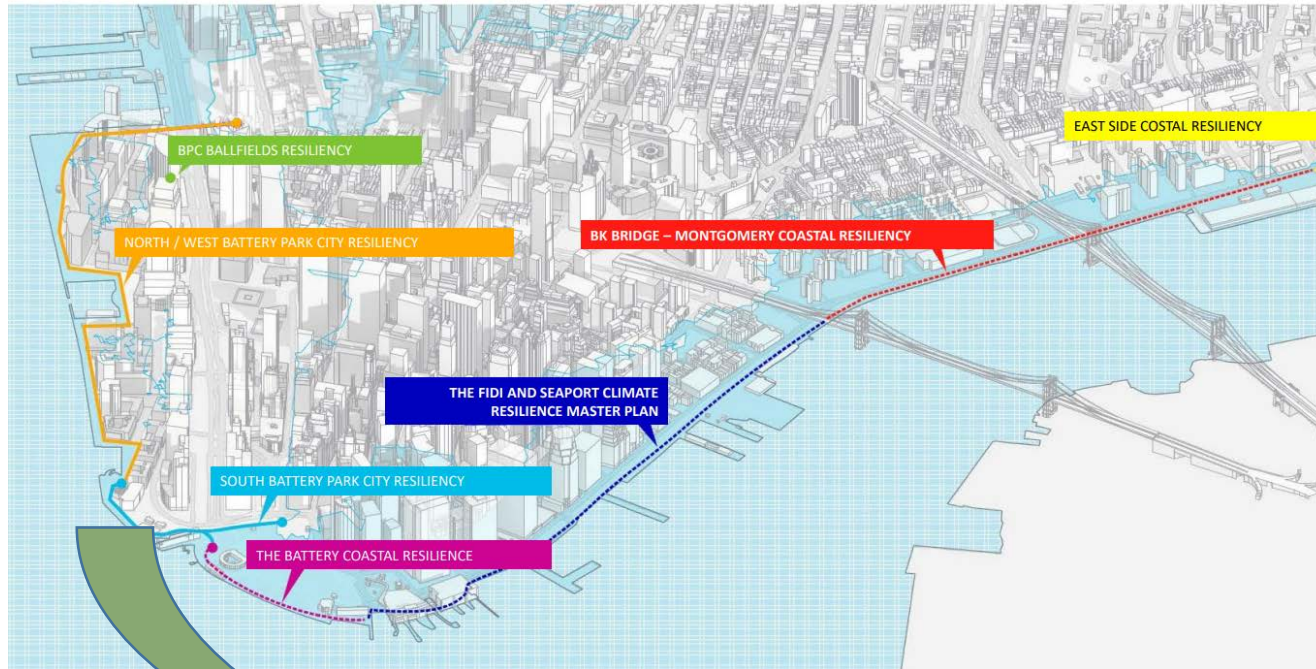 EAST SIDE COSTAL RESILIENCY
BPC BALLFIELDS RESILIENCY
NORTH / WEST BATTERY PARK CITY RESILIENCY
BK BRIDGE – MONTGOMERY COASTAL RESILIENCY
THE FIDI AND SEAPORT CLIMATE
RESILIENCE MASTER PLAN
SOUTH BATTERY PARK CITY RESILIENCY
THE BATTERY COASTAL RESILIENCE